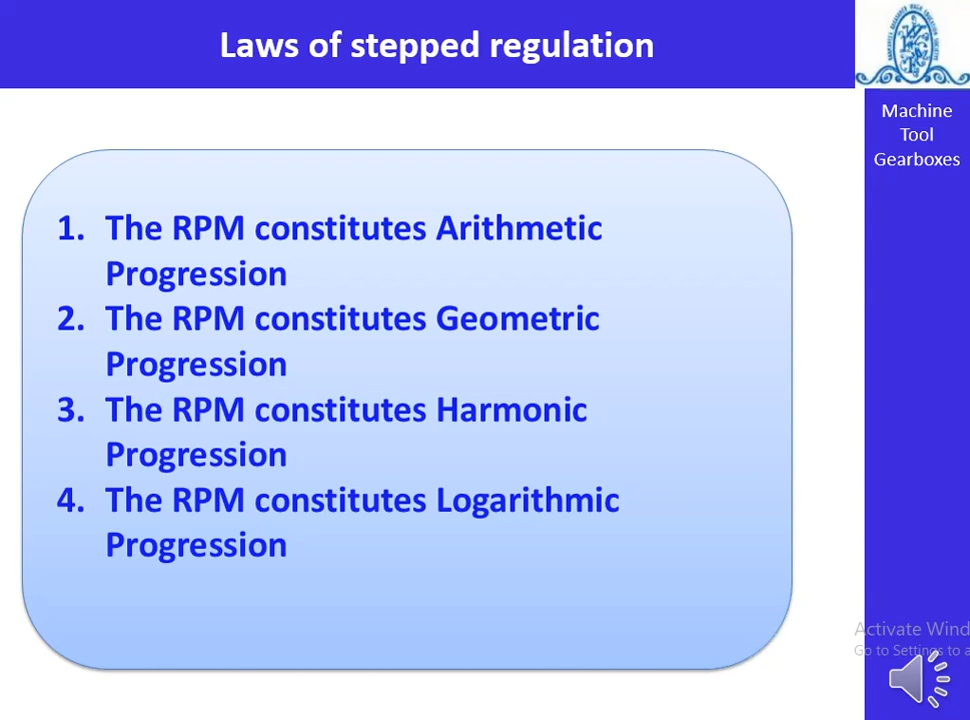 Laws of stepped regulation
Machine
Tool
Gearboxes
1. The RPM constitutes Arithmetic
Progression
2. The RPM constitutes Geometric
Progression
3. The RPM constitutes Harmonic
Progression
4. The RPM constitutes Logarithmic
Progression
Activate Wind
Go to Settings to a